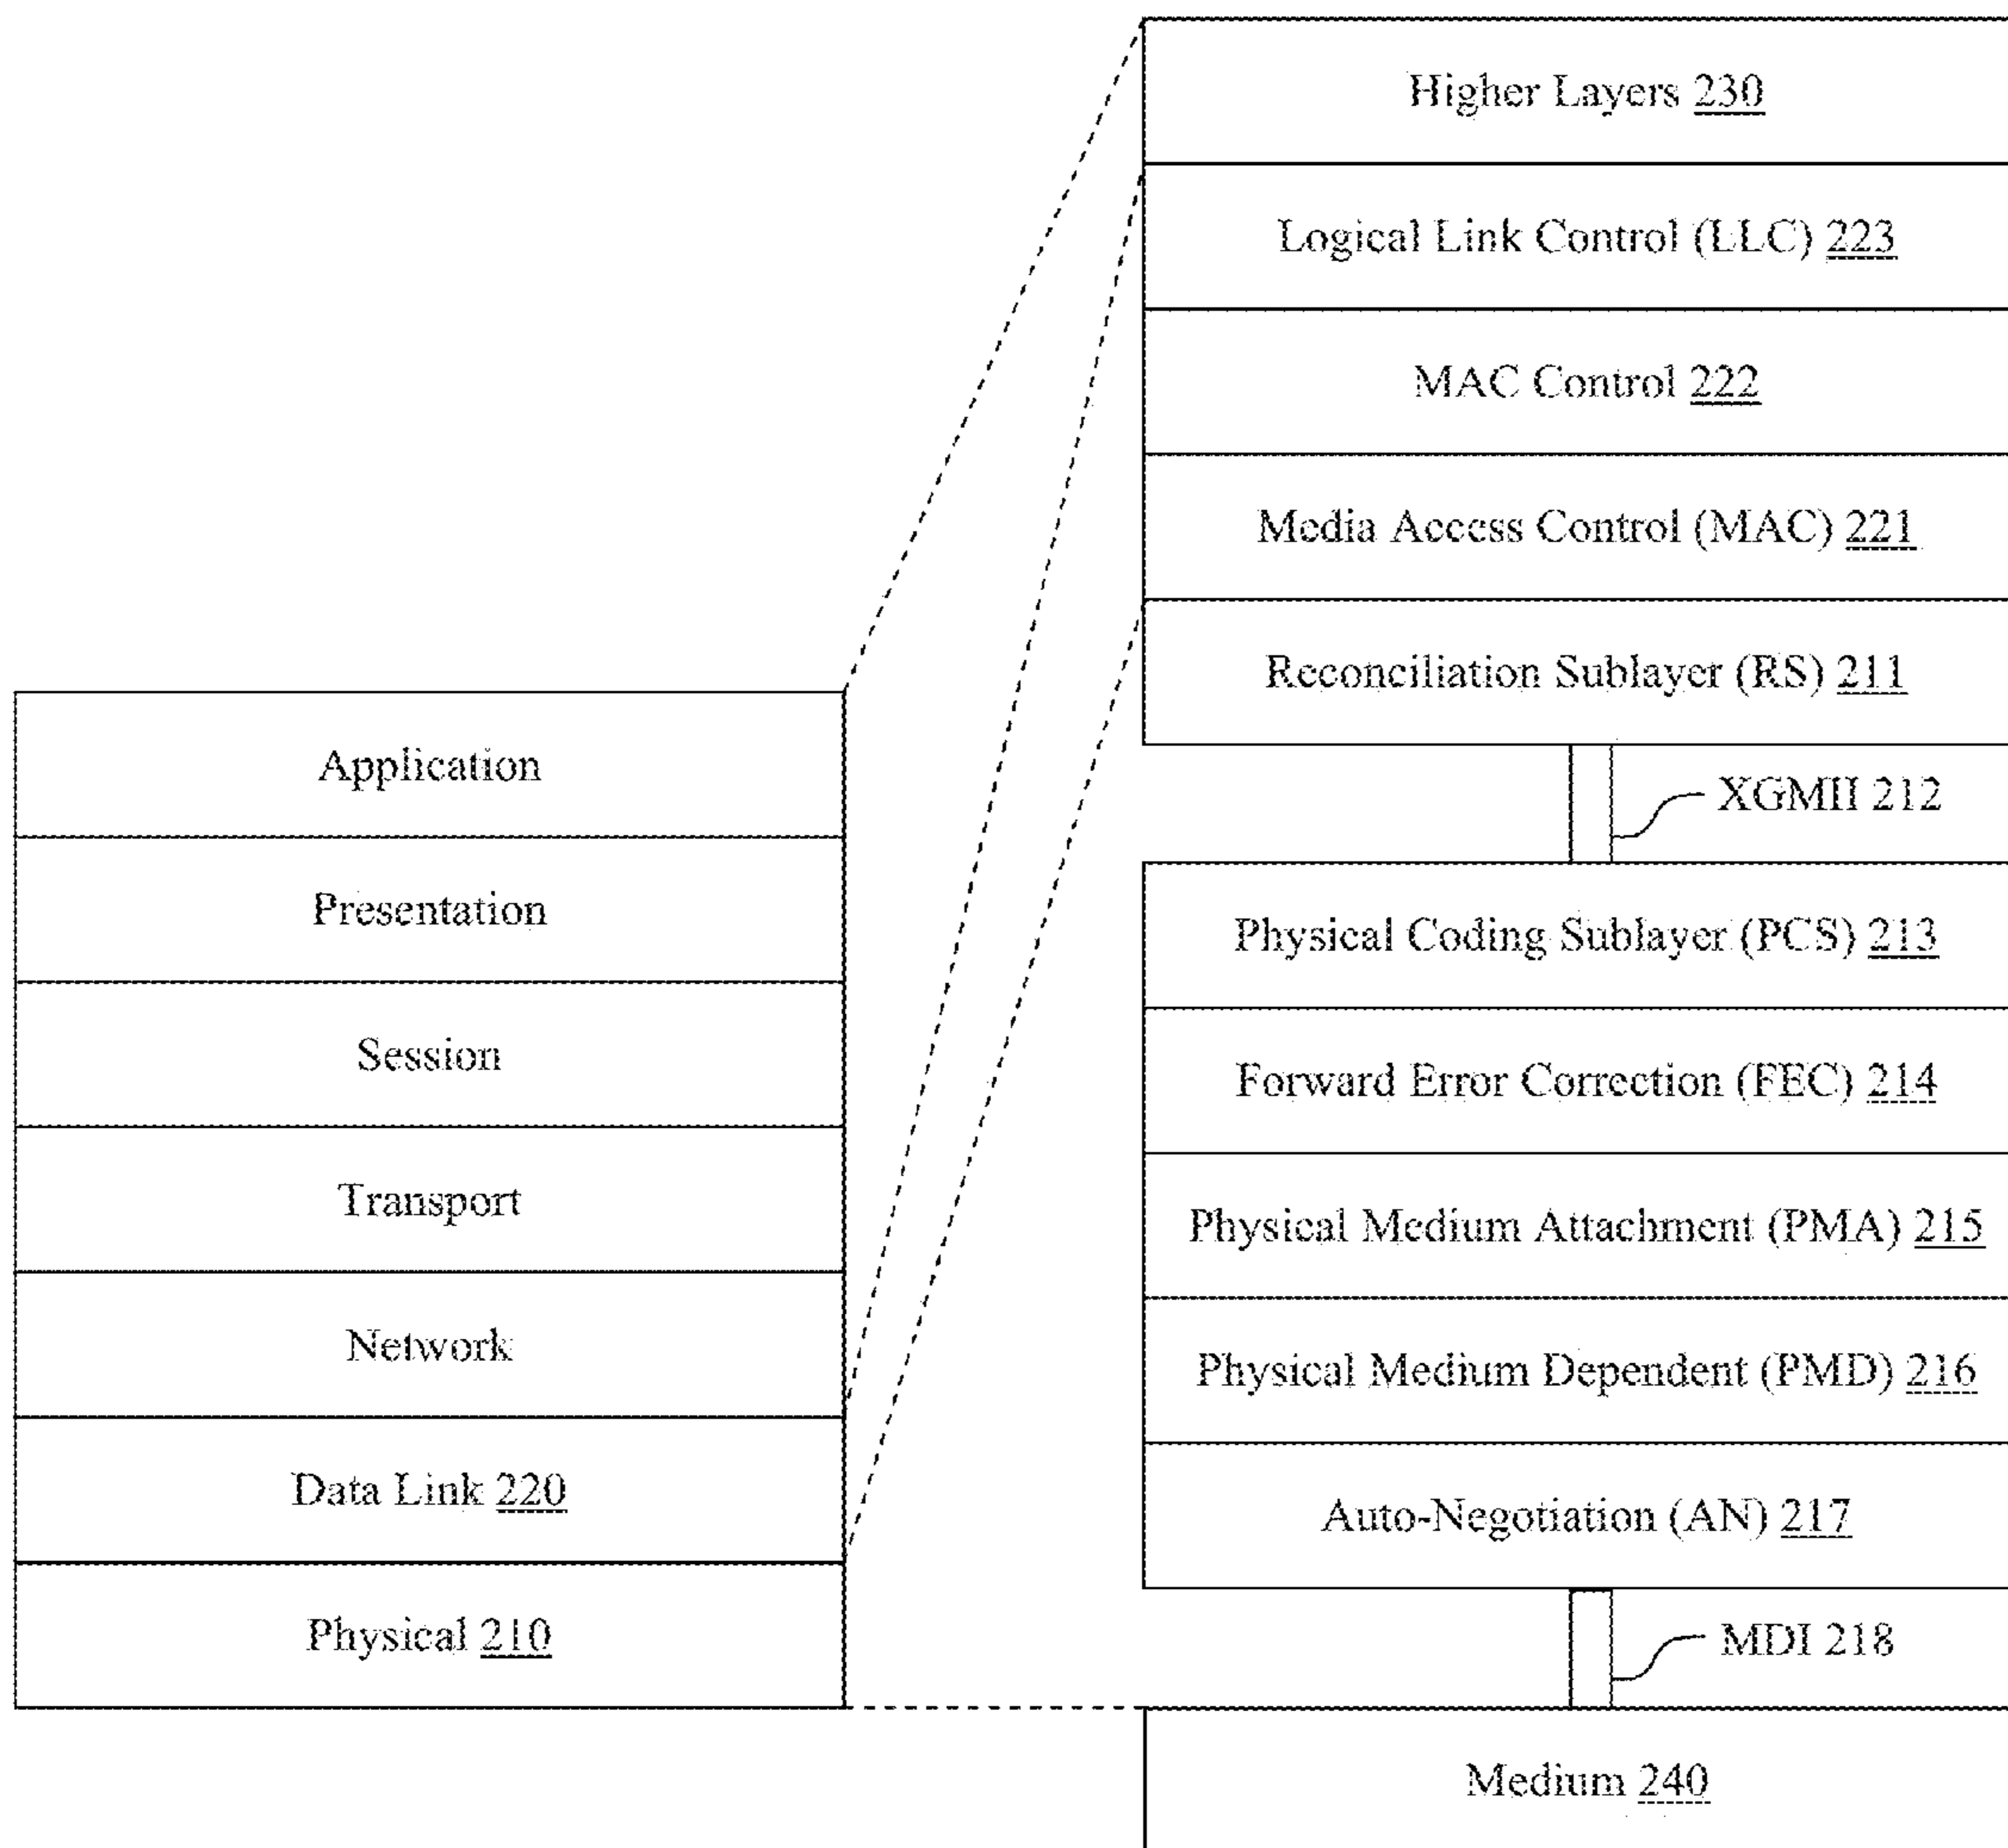 Higher Layers 230
Logical Link Control (LLC) 223
MAC Control 222
Media Access Control (MAC) 221
Reconciliation Sublayer (RS) 211
XGMII 212
Physical Coding Sublayer (PCS) 213
Forward Error Correction (FEC) 214
Physical Medium Attachment (PMA) 215
Physical Medium Dependent (PMD) 216
Auto-Negotiation (AN) 217
MDI 218
Medium 240
Application
Presentation
Session
Transport
Network
Data Link 220
Physical 210